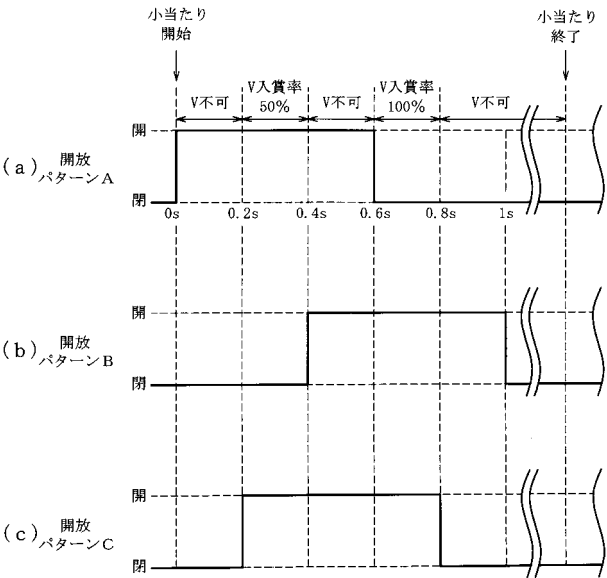 小当たり
開始
小当たり
終了
V不可
V入賞率
50%
V不可
V入賞率
100%
V不可
(a) 開放
パターンA
開
閉
0s
0.2s
0.4s
0.6s
0.8s
1s
(b) 開放
パターンB
開
閉
(c) 開放
パターンC
開
閉